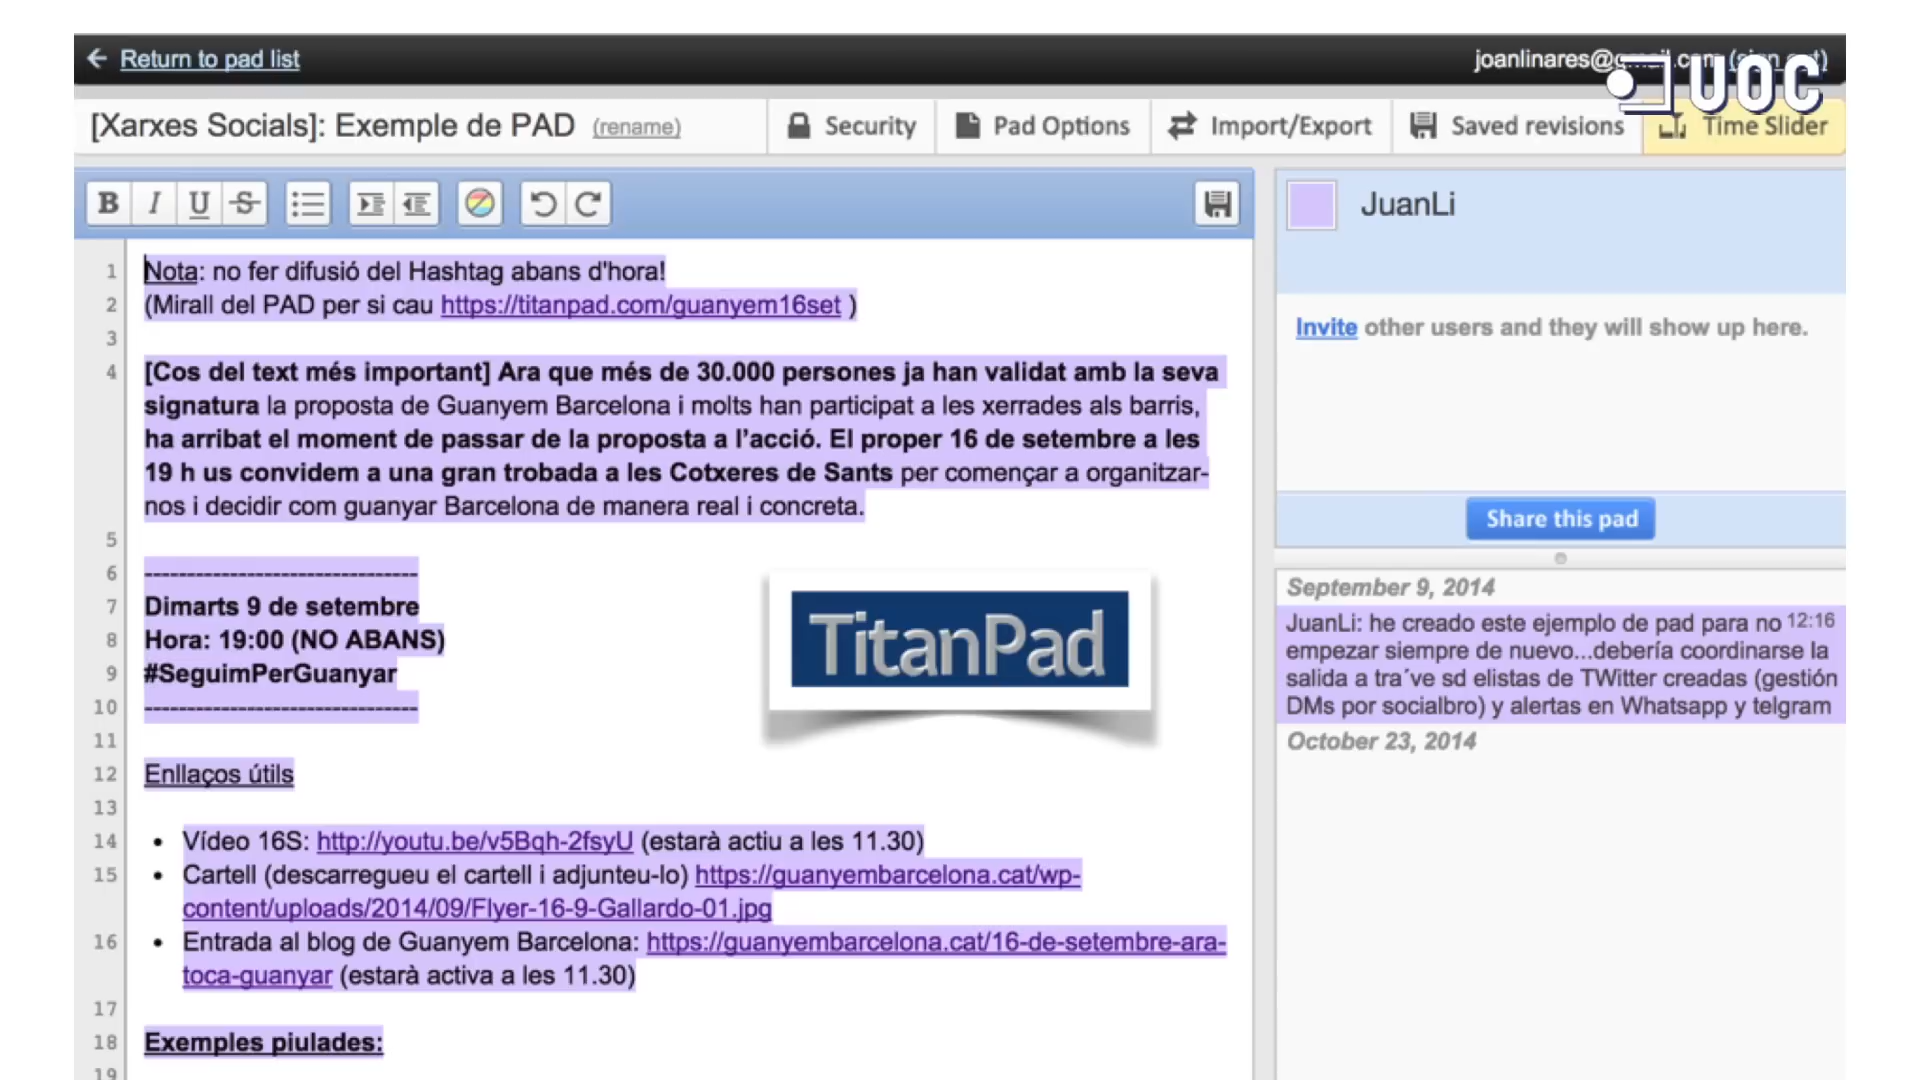 Return to pad list
joanlinares@gmail.com (sign out)
UOC
[Xarxes Socials]: Exemple de PAD (rename)
Security
Pad Options
Import/Export
Saved revisions
Time Slider
B I U S
JuanLi
1 Nota: no fer difusió del Hashtag abans d'hora!
2 (Mirall del PAD per si cau https://titanpad.com/guanyem16set )
3
4 [Cos del text més important] Ara que més de 30.000 persones ja han validat amb la seva
signatura la proposta de Guanyem Barcelona i molts han participat a les xerrades als barris,
ha arribat el moment de passar de la proposta a l’acció. El proper 16 de setembre a les
19 h us convidem a una gran trobada a les Cotxeres de Sants per començar a organitzar-
nos i decidir com guanyar Barcelona de manera real i concreta.
5
6 --------------------------------
7 Dimarts 9 de setembre
8 Hora: 19:00 (NO ABANS)
9 #SeguimPerGuanyar
10 --------------------------------
11
12 Enllaços útils
13
14 • Vídeo 16S: http://youtu.be/v5Bqh-2fsyU (estarà actiu a les 11.30)
15 • Cartell (descarregueu el cartell i adjunteu-lo) https://guanyembarcelona.cat/wp-
content/uploads/2014/09/Flyer-16-9-Gallardo-01.jpg
16 • Entrada al blog de Guanyem Barcelona: https://guanyembarcelona.cat/16-de-setembre-ara-
toca-guanyar (estarà activa a les 11.30)
17
18 Exemples piulades:
19
TitanPad
Invite other users and they will show up here.
Share this pad
September 9, 2014
JuanLi: he creado este ejemplo de pad para no 12:16
empezar siempre de nuevo...debería coordinarse la
salida a tra´ve sd elistas de TWitter creadas (gestión
DMs por socialbro) y alertas en Whatsapp y telgram
October 23, 2014